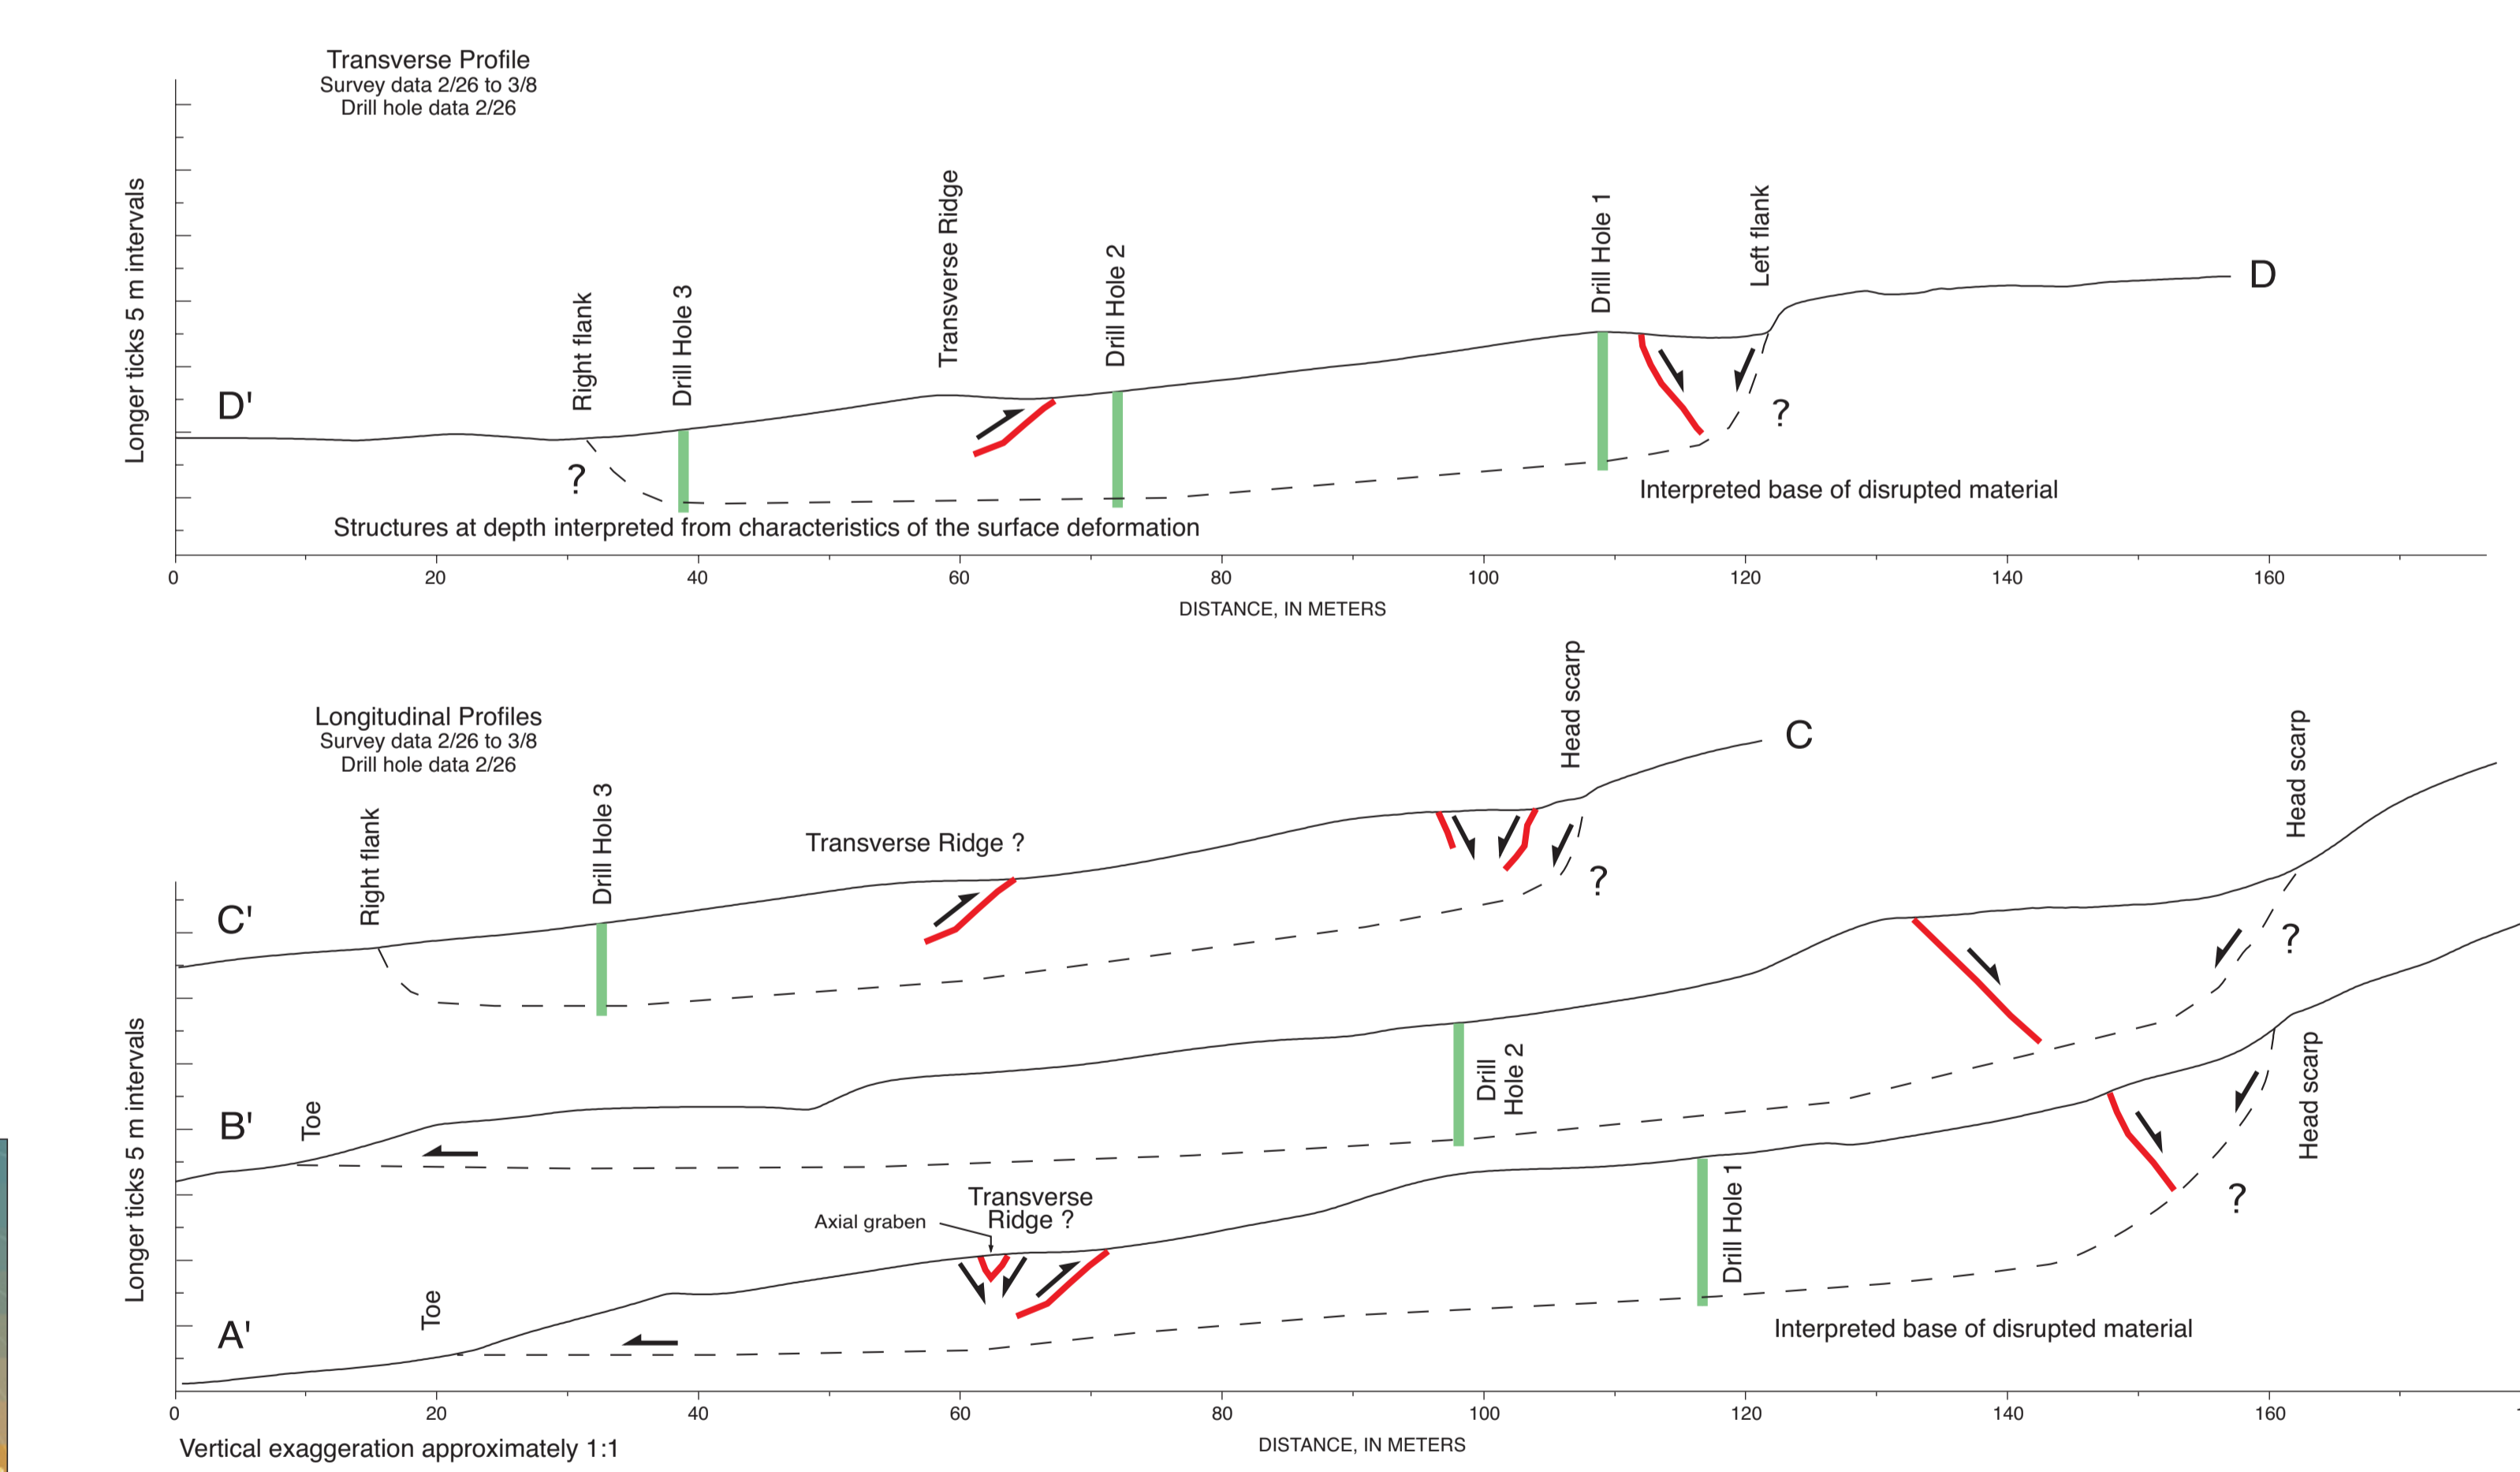 Transverse Profile
Survey data 2/26 to 3/8
Drill hole data 2/26
Longer ticks 5 m intervals
D'
Right flank
Drill Hole 3
Transverse Ridge
Drill Hole 2
Drill Hole 1
Left flank
D
?
?
Interpreted base of disrupted material
Structures at depth interpreted from characteristics of the surface deformation
0 20 40 60 80 100 120 140 160
DISTANCE, IN METERS
Longitudinal Profiles
Survey data 2/26 to 3/8
Drill hole data 2/26
Longer ticks 5 m intervals
C'
Right flank
Drill Hole 3
Transverse Ridge ?
Head scarp
C
?
Head scarp
?
B'
Toe
Drill
Hole 2
Head scarp
?
A'
Toe
Axial graben
Transverse
Ridge ?
Drill Hole 1
Interpreted base of disrupted material
0 20 40 60 80 100 120 140 160
Vertical exaggeration approximately 1:1
DISTANCE, IN METERS